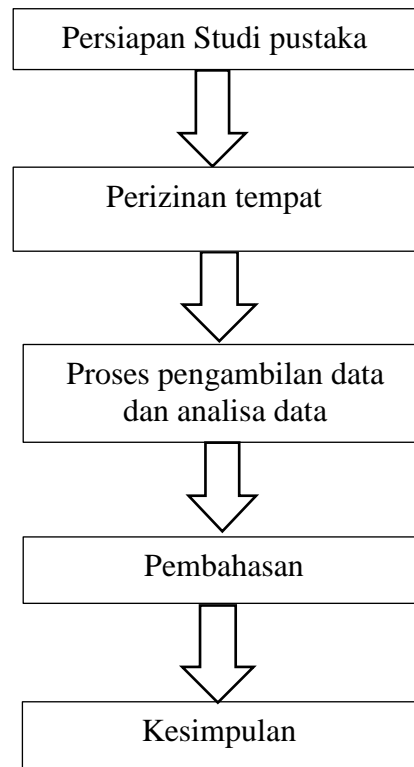 Persiapan Studi pustaka
Perizinan tempat
Proses pengambilan data
dan analisa data
Pembahasan
Kesimpulan